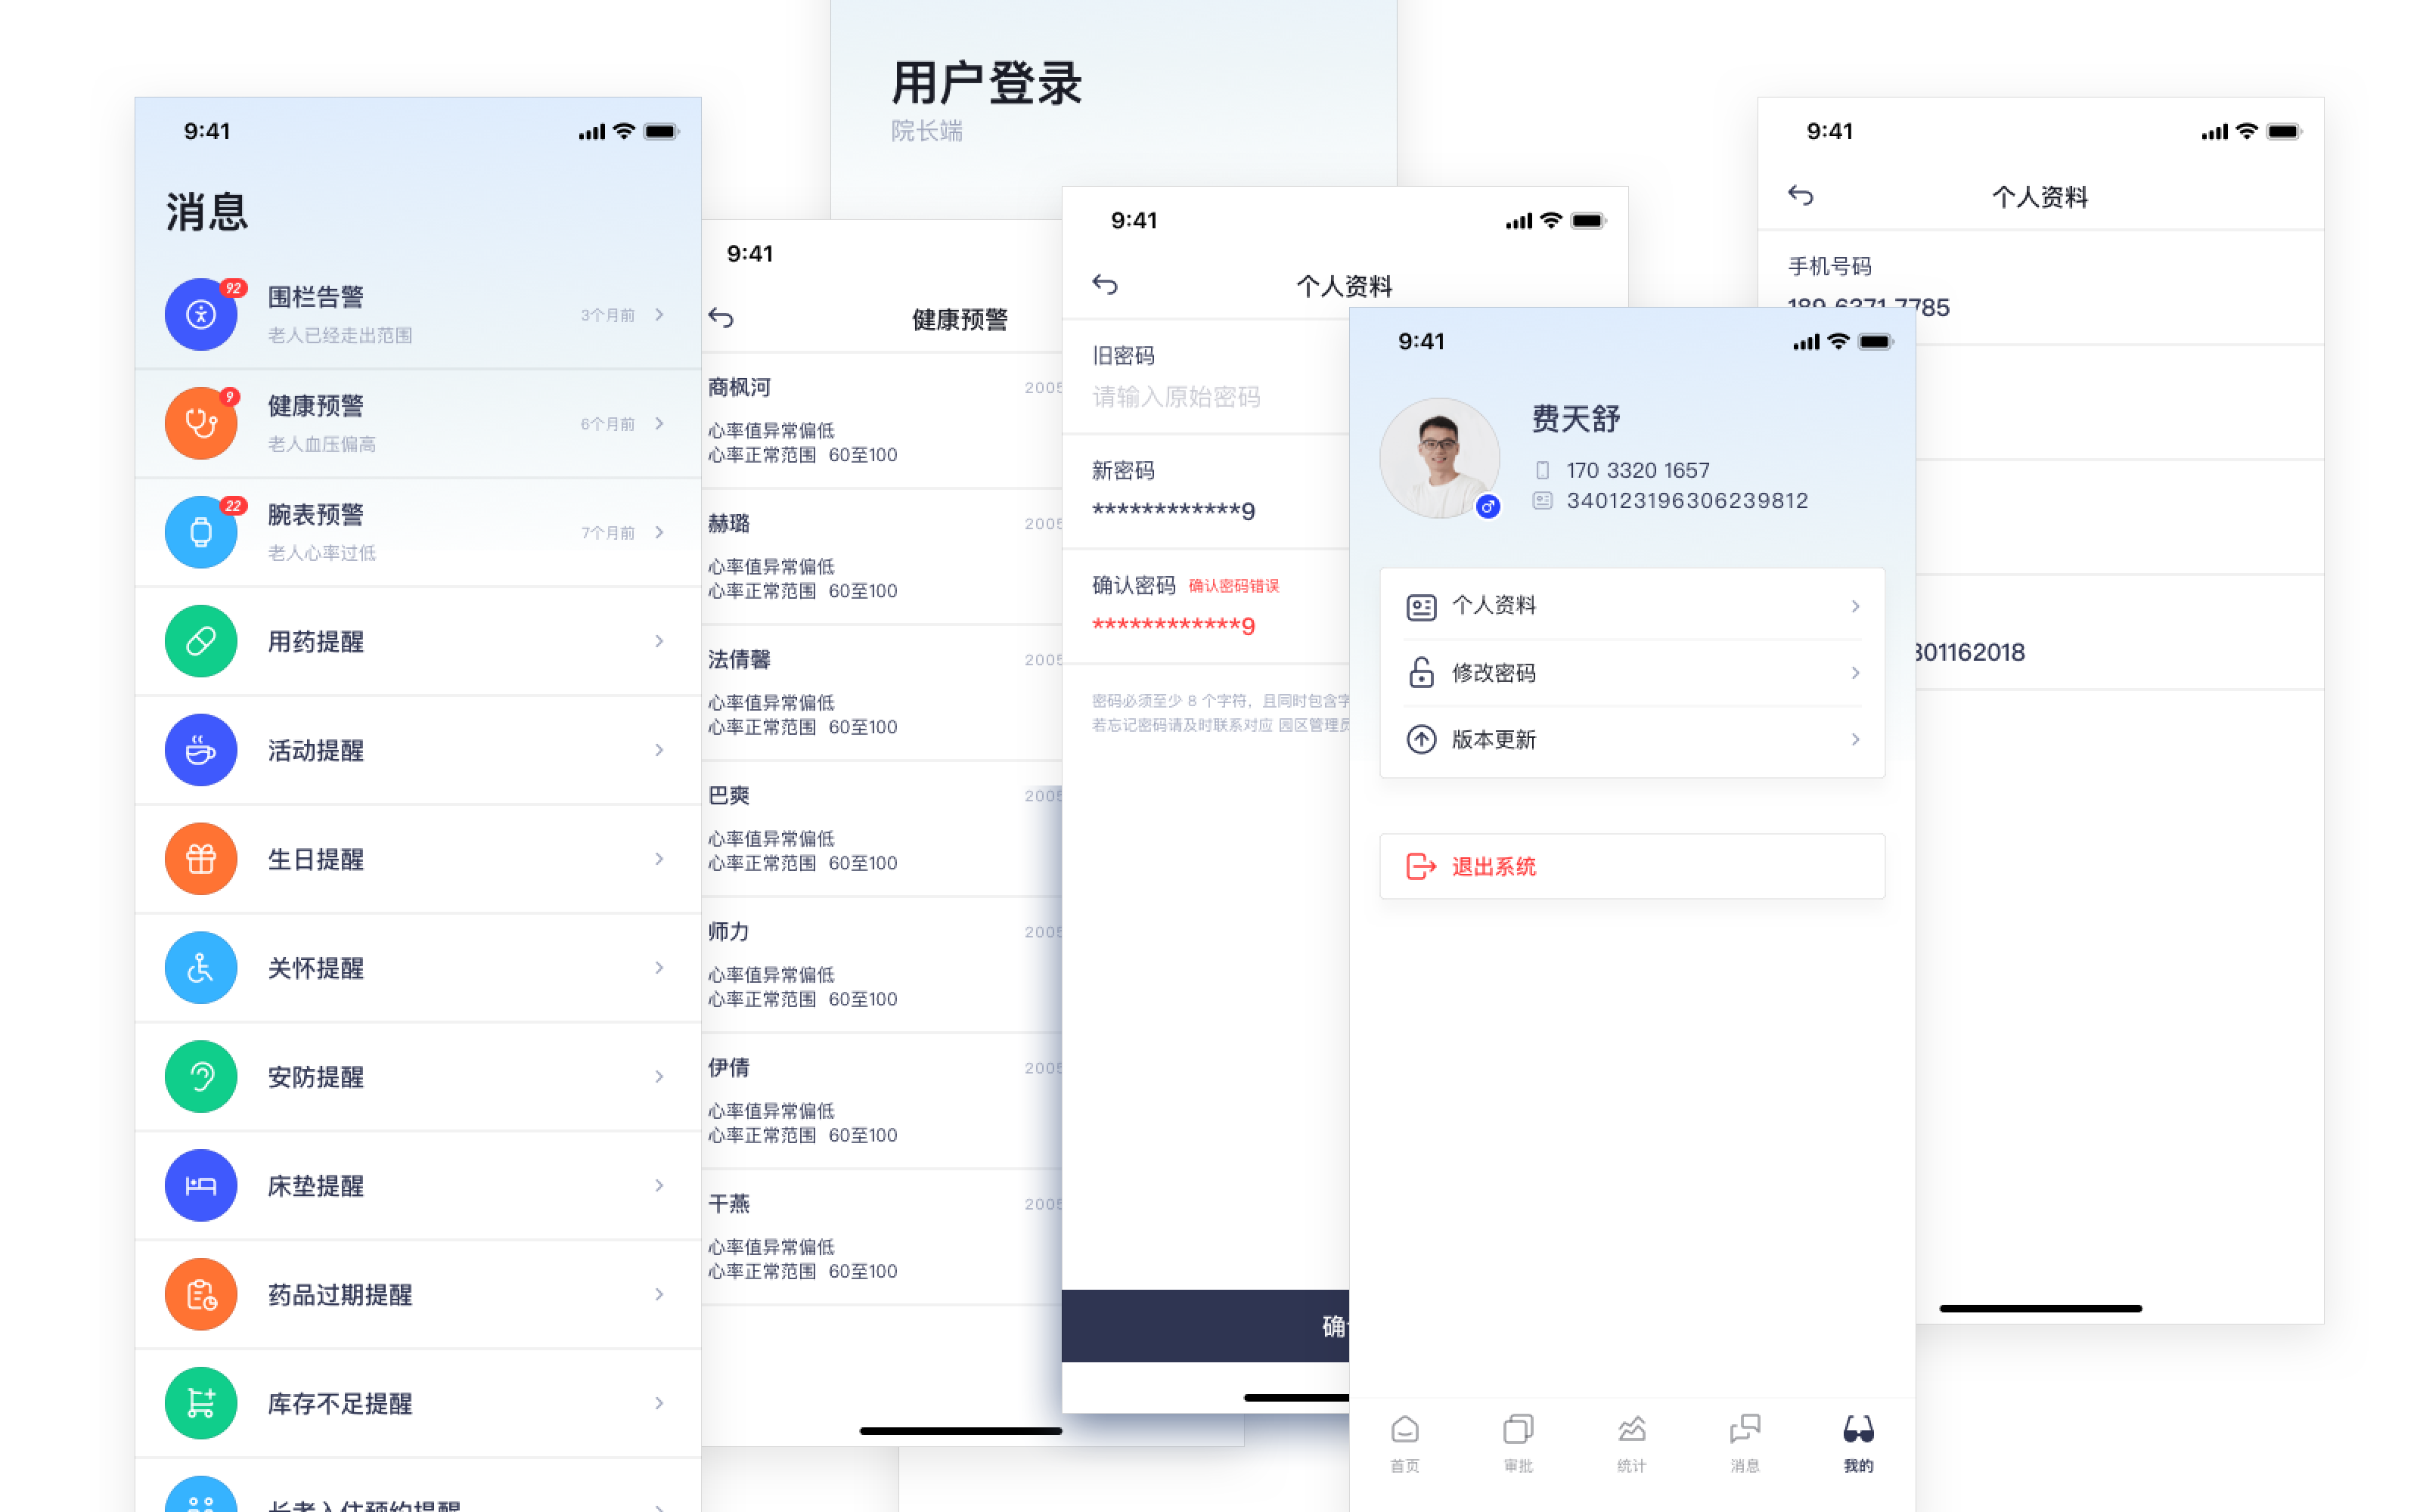 用户登录
院长端
9:41
消息
92
围栏告警
老人已经走出范围
3个月前
9
健康预警
老人血压偏高
6个月前
22
腕表预警
老人心率过低
7个月前
用药提醒
活动提醒
生日提醒
关怀提醒
安防提醒
床垫提醒
药品过期提醒
库存不足提醒
长者入住预约提醒
9:41
健康预警
商枫河
2005
心率值异常偏低
心率正常范围 60至100
赫璐
2005
心率值异常偏低
心率正常范围 60至100
法倩馨
2005
心率值异常偏低
心率正常范围 60至100
巴爽
2005
心率值异常偏低
心率正常范围 60至100
师力
2005
心率值异常偏低
心率正常范围 60至100
伊倩
2005
心率值异常偏低
心率正常范围 60至100
干燕
2005
心率值异常偏低
心率正常范围 60至100
9:41
个人资料
旧密码
请输入原始密码
新密码
************9
确认密码 确认密码错误
************9
密码必须至少 8 个字符，且同时包含字
若忘记密码请及时联系对应 园区管理员
确
9:41
费天舒
170 3320 1657
340123196306239812
个人资料
修改密码
版本更新
退出系统
首页
审批
统计
消息
我的
9:41
个人资料
手机号码
189 6371 7785
301162018